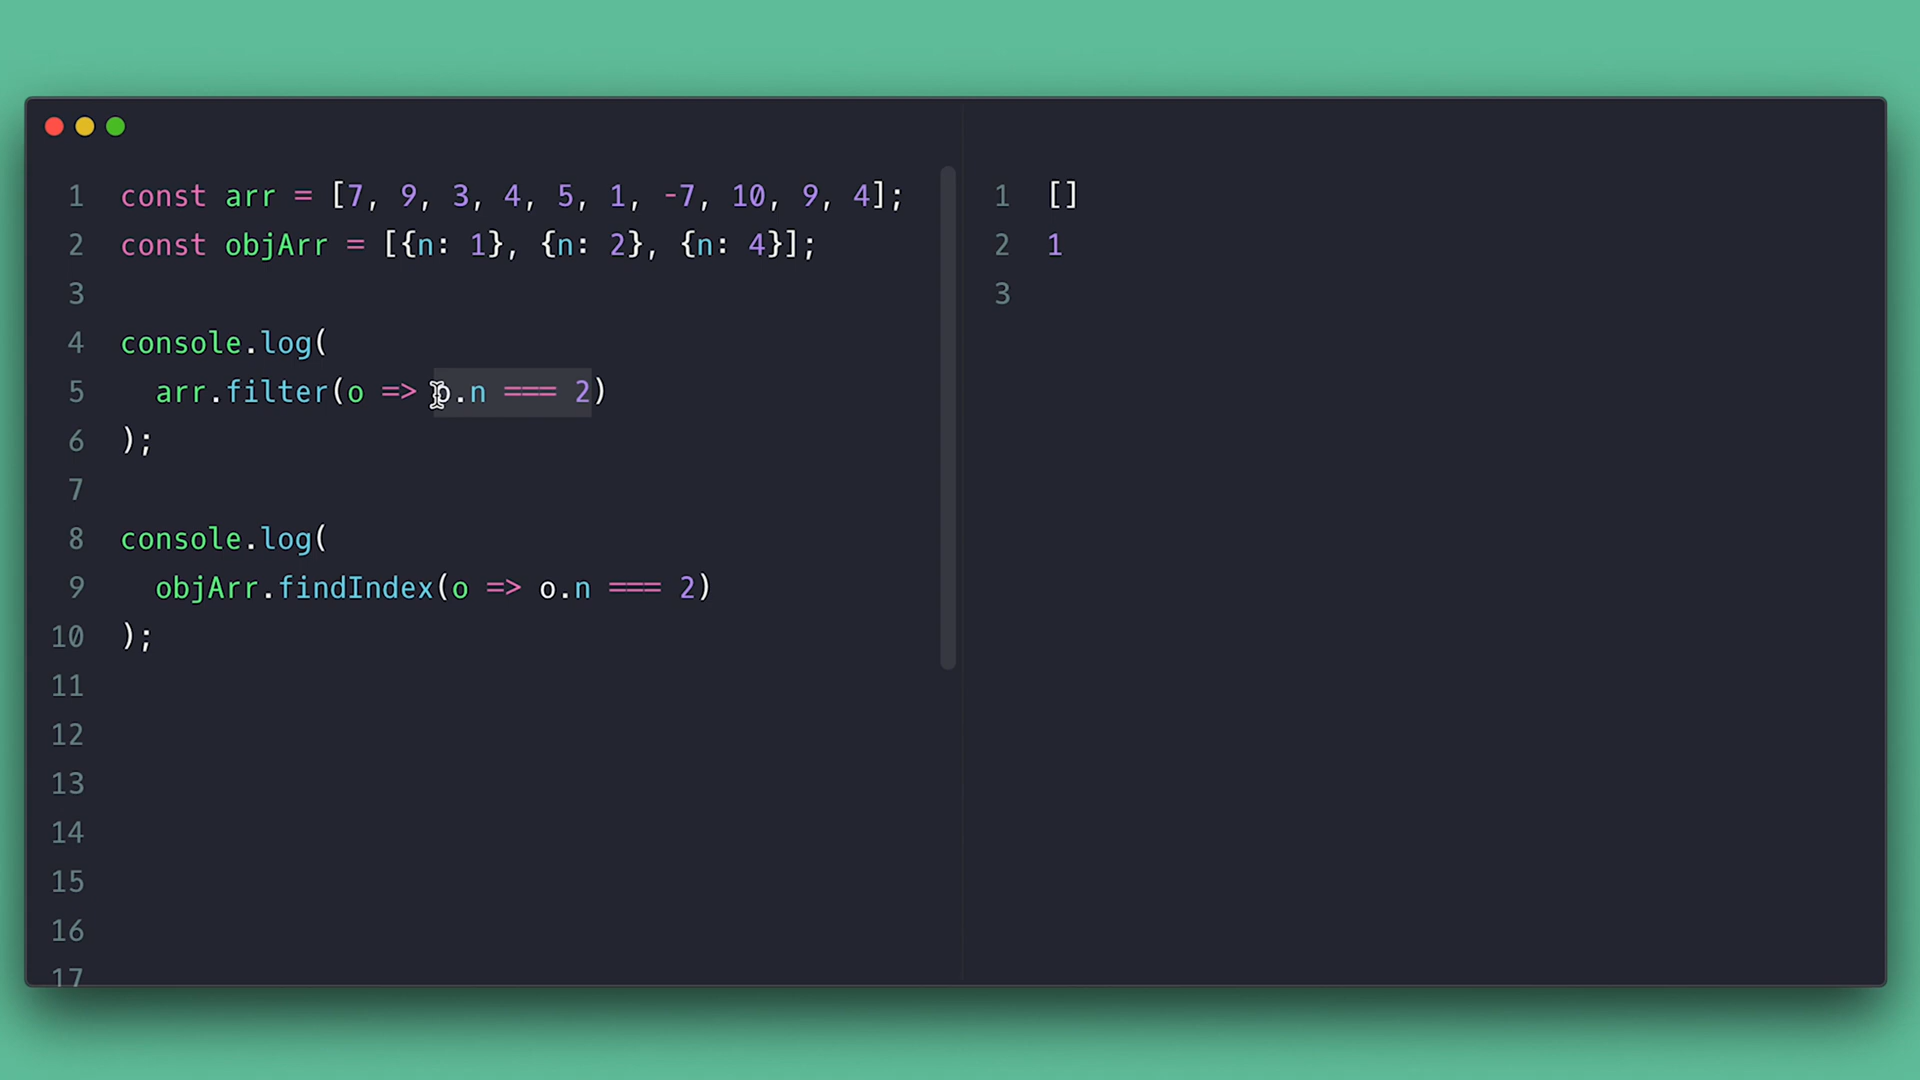 1 const arr = [7, 9, 3, 4, 5, 1, -7, 10, 9, 4];
2 const objArr = [{n: 1}, {n: 2}, {n: 4}];
3
4 console.log(
5   arr.filter(o => o.n === 2)
6 );
7
8 console.log(
9   objArr.findIndex(o => o.n === 2)
10 );
11
12
13
14
15
16
17
1 []
2 1
3